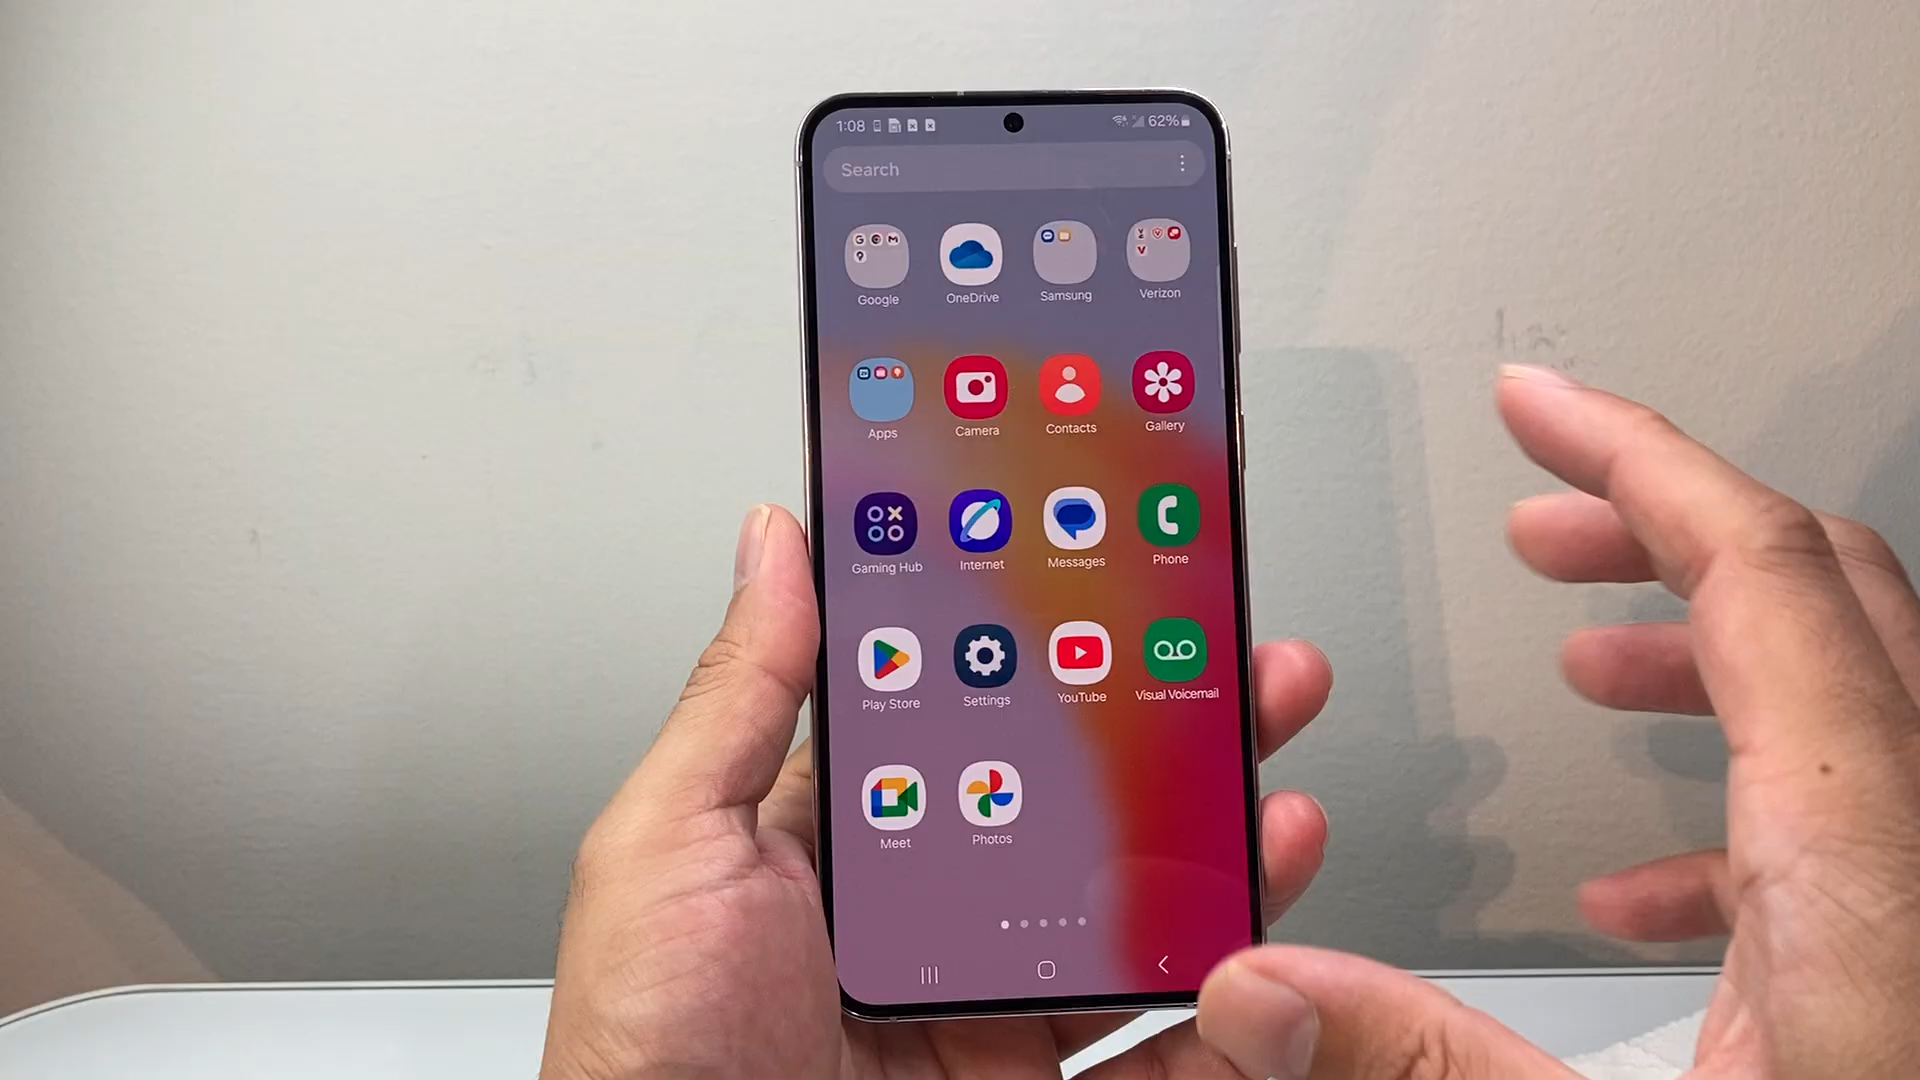 1:08 62%
Search
Google OneDrive Samsung Verizon
Apps Camera Contacts Gallery
Gaming Hub Internet Messages Phone
Play Store Settings YouTube Visual Voicemail
Meet Photos